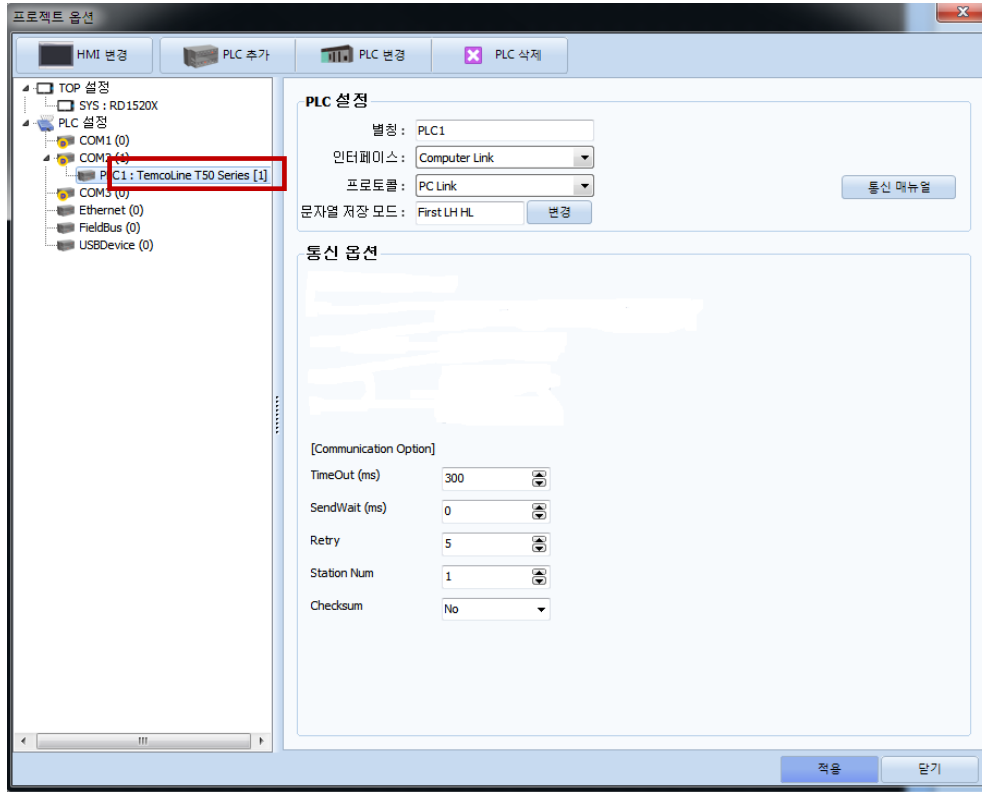 프로젝트 옵션
HMI 변경
PLC 추가
PLC 변경
PLC 삭제
TOP 설정
SYS : RD1520X
PLC 설정
COM1 (0)
COM2 (1)
PLC1 : TemcoLine T50 Series [1]
COM3 (0)
Ethernet (0)
FieldBus (0)
USBDevice (0)
PLC 설정
별칭 : PLC1
인터페이스 : Computer Link
프로토콜 : PC Link
통신 매뉴얼
문자열 저장 모드 : First LH HL 변경
통신 옵션
[Communication Option]
TimeOut (ms) 300
SendWait (ms) 0
Retry 5
Station Num 1
Checksum No
적용
닫기